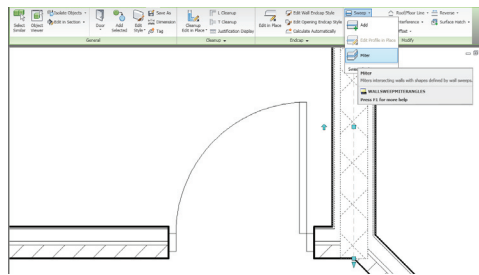 Select Similar
Object Viewer
Isolate Objects
Edit in Section
General
Door
Add Selected
Edit Style
Save As
Dimension
Tag
Cleanup Edit in Place
L Cleanup
T Cleanup
Justification Display
Cleanup
Edit in Place
Edit Wall Endcap Style
Edit Opening Endcap Style
Calculate Automatically
Endcap
Sweep
Add
Edit Profile in Place
Miter
Roof/Floor Line
Interference
Offset
Reverse
Surface Hatch
Modify
Miter
Miters intersecting walls with shapes defined by wall sweeps.
WALLSWEEPMITERANGLES
Press F1 for more help